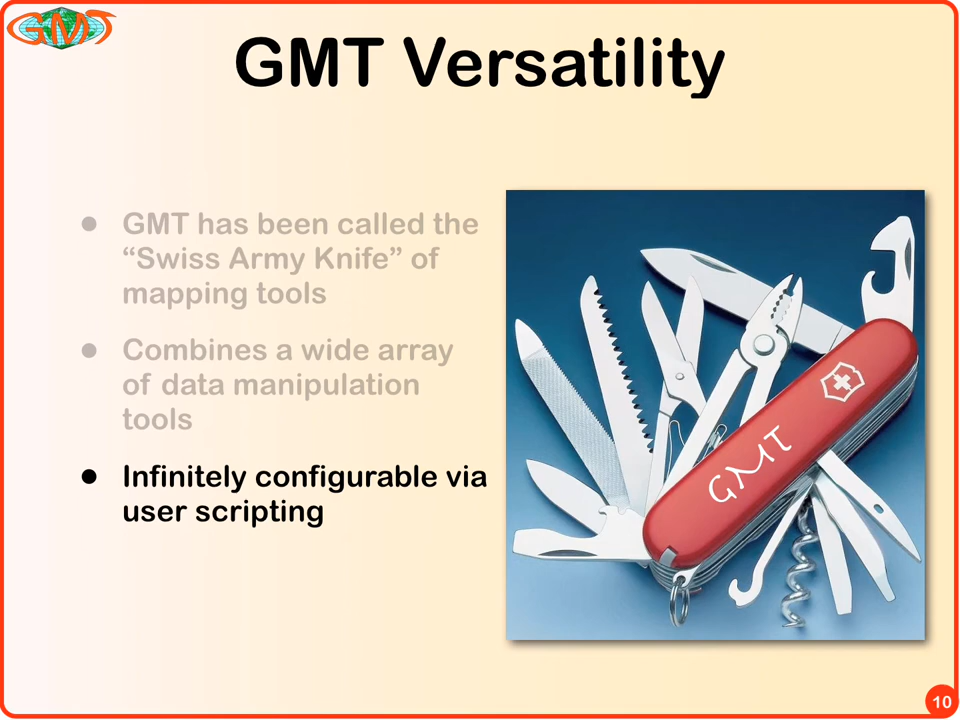 GMT
GMT Versatility
● GMT has been called the
“Swiss Army Knife” of
mapping tools
● Combines a wide array
of data manipulation
tools
● Infinitely configurable via
user scripting
GMT
10